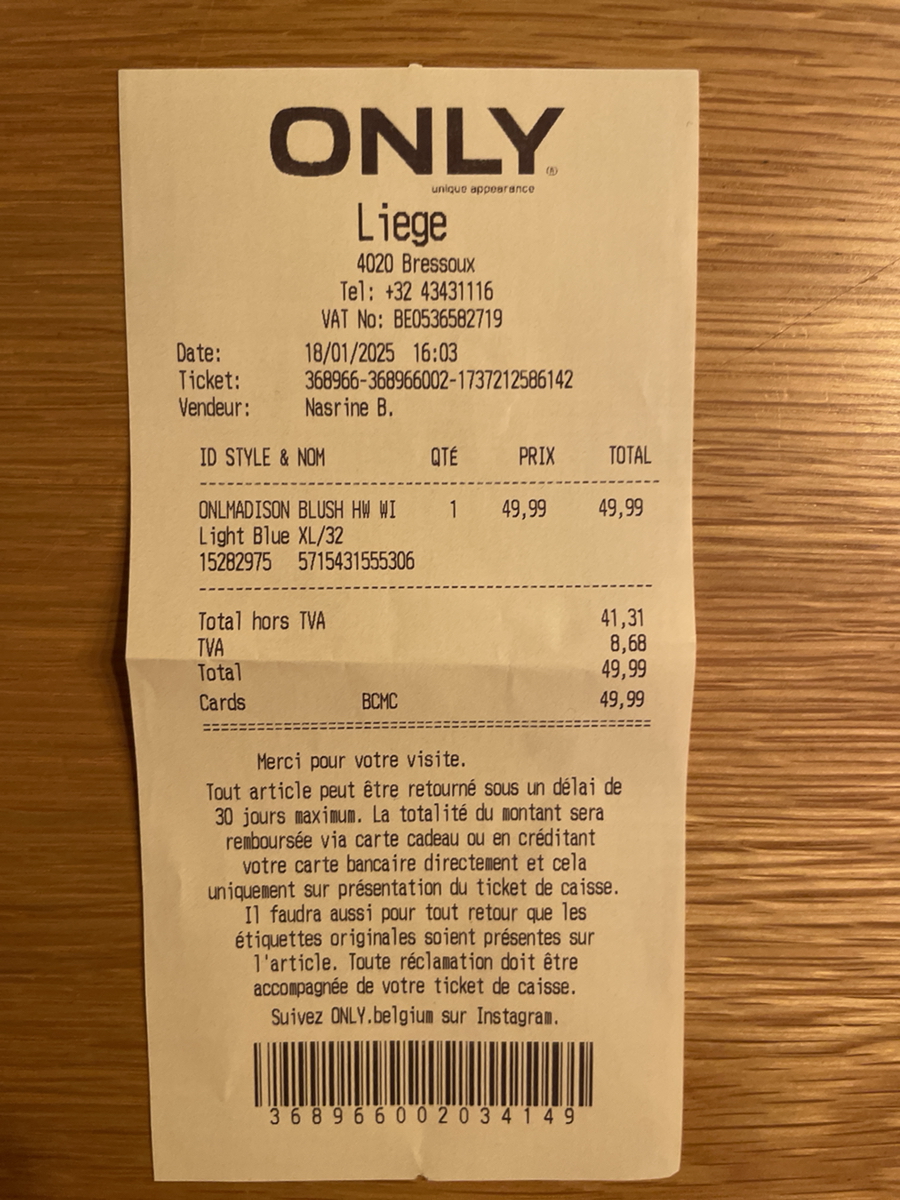 ONLY®
unique appearance
Liege
4020 Bressoux
Tel: +32 43431116
VAT No: BE0536582719
Date: 18/01/2025 16:03
Ticket: 368966-368966002-1737212586142
Vendeur: Nasrine B.
ID STYLE & NOM QTÉ PRIX TOTAL
--------------------------------------------------
ONLMADISON BLUSH HW WI 1 49,99 49,99
Light Blue XL/32
15282975 5715431555306
--------------------------------------------------
Total hors TVA 41,31
TVA 8,68
Total 49,99
Cards BCMC 49,99
==================================================
Merci pour votre visite.
Tout article peut être retourné sous un délai de
30 jours maximum. La totalité du montant sera
remboursée via carte cadeau ou en créditant
votre carte bancaire directement et cela
uniquement sur présentation du ticket de caisse.
Il faudra aussi pour tout retour que les
étiquettes originales soient présentes sur
l'article. Toute réclamation doit être
accompagnée de votre ticket de caisse.
Suivez ONLY.belgium sur Instagram.
368966002034149